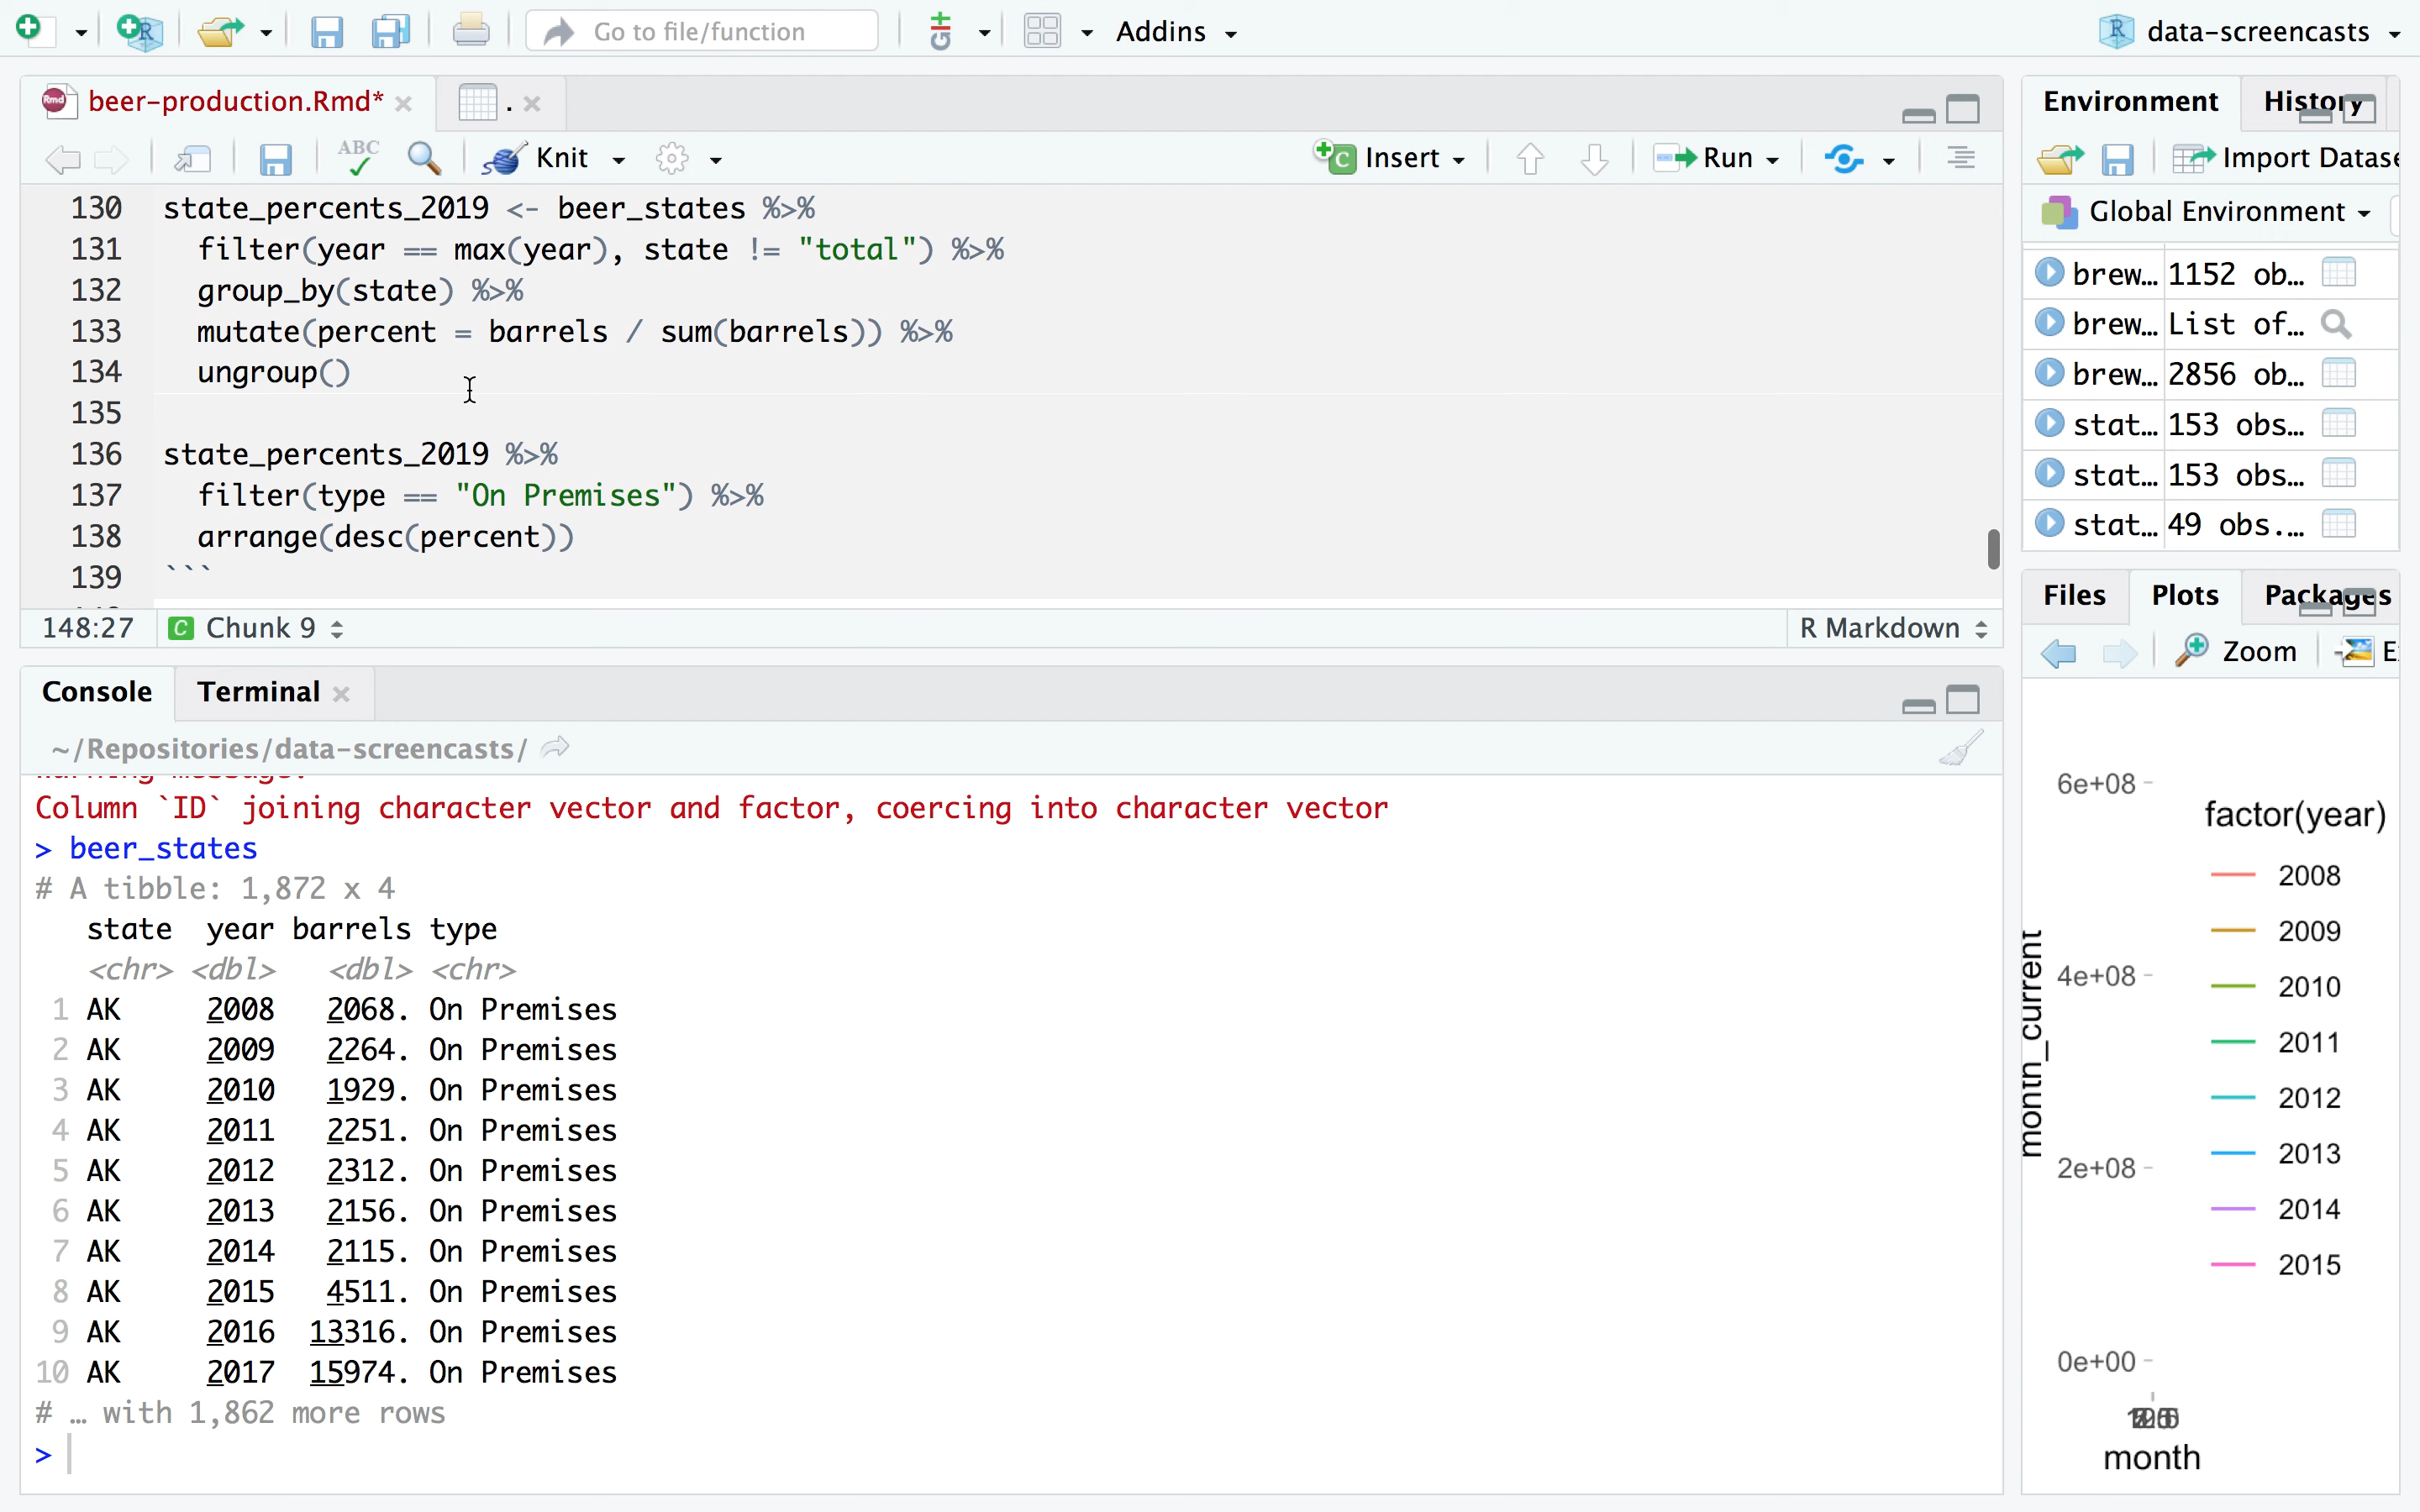 Go to file/function
Addins
data-screencasts
beer-production.Rmd*
.
ABC
Knit
Insert
Run
130 state_percents_2019 <- beer_states %>%
131 filter(year == max(year), state != "total") %>%
132 group_by(state) %>%
133 mutate(percent = barrels / sum(barrels)) %>%
134 ungroup()
135
136 state_percents_2019 %>%
137 filter(type == "On Premises") %>%
138 arrange(desc(percent))
139 ```
148:27 Chunk 9 R Markdown
Console Terminal
~/Repositories/data-screencasts/
Column `ID` joining character vector and factor, coercing into character vector
> beer_states
# A tibble: 1,872 x 4
state year barrels type
<chr> <dbl> <dbl> <chr>
1 AK 2008 2068. On Premises
2 AK 2009 2264. On Premises
3 AK 2010 1929. On Premises
4 AK 2011 2251. On Premises
5 AK 2012 2312. On Premises
6 AK 2013 2156. On Premises
7 AK 2014 2115. On Premises
8 AK 2015 4511. On Premises
9 AK 2016 13316. On Premises
10 AK 2017 15974. On Premises
# … with 1,862 more rows
>
Environment History
Import Datase
Global Environment
brew… 1152 ob…
brew… List of…
brew… 2856 ob…
stat… 153 obs…
stat… 153 obs…
stat… 49 obs.…
Files Plots Packages
Zoom
6e+08
4e+08
2e+08
0e+00
month_current
month
factor(year)
2008
2009
2010
2011
2012
2013
2014
2015